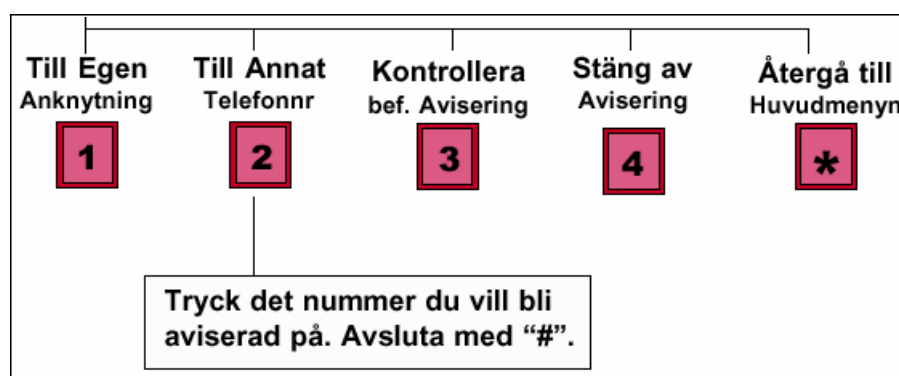 Till Egen
Anknytning
1
Till Annat
Telefonnr
2
Kontrollera
bef. Avisering
3
Stäng av
Avisering
4
Återgå till
Huvudmenyn
*
Tryck det nummer du vill bli
aviserad på. Avsluta med “#”.